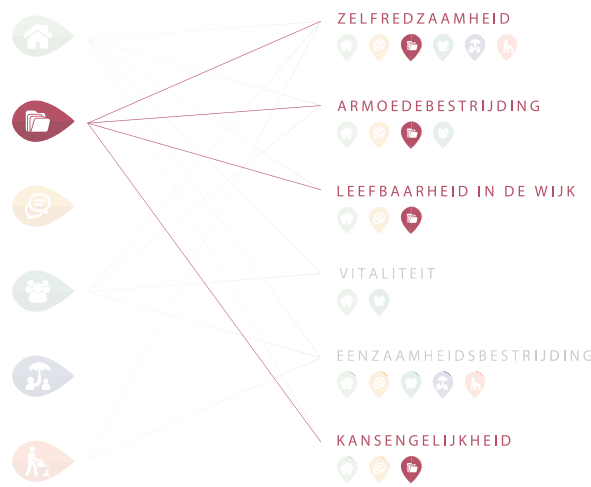 ZELFREDZAAMHEID
ARMOEDEBESTRIJDING
LEEFBAARHEID IN DE WIJK
VITALITEIT
EENZAAMHEIDSBESTRIJDING
KANSENGELIJKHEID